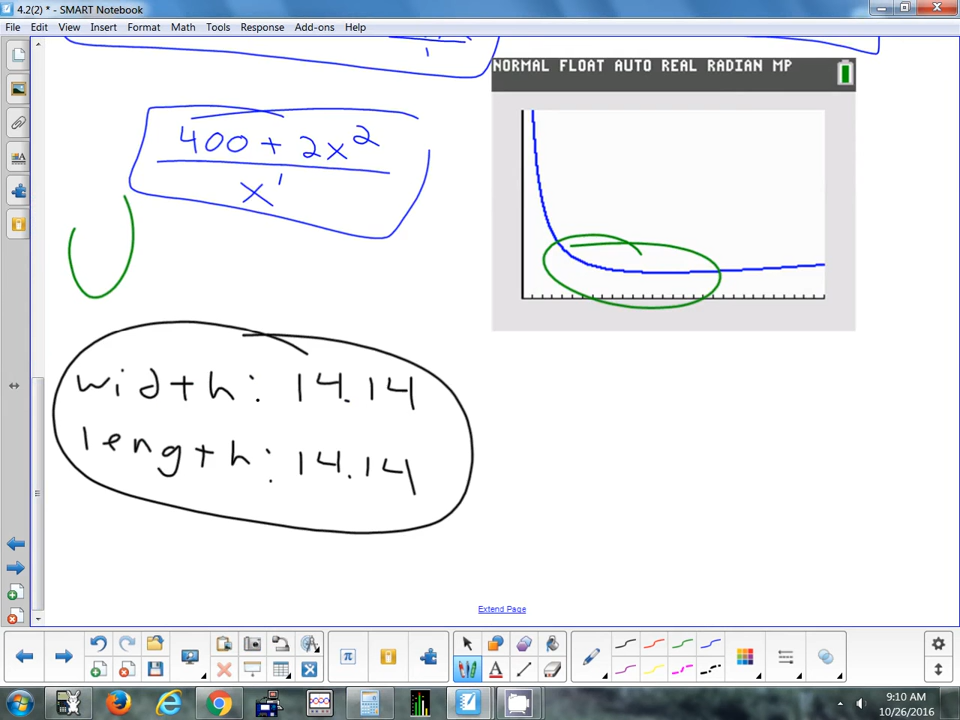 4.2(2) * - SMART Notebook
File Edit View Insert Format Math Tools Response Add-ons Help
NORMAL FLOAT AUTO REAL RADIAN MP
400 + 2x²
x¹
width: 14.14
length: 14.14
Extend Page
9:10 AM
10/26/2016